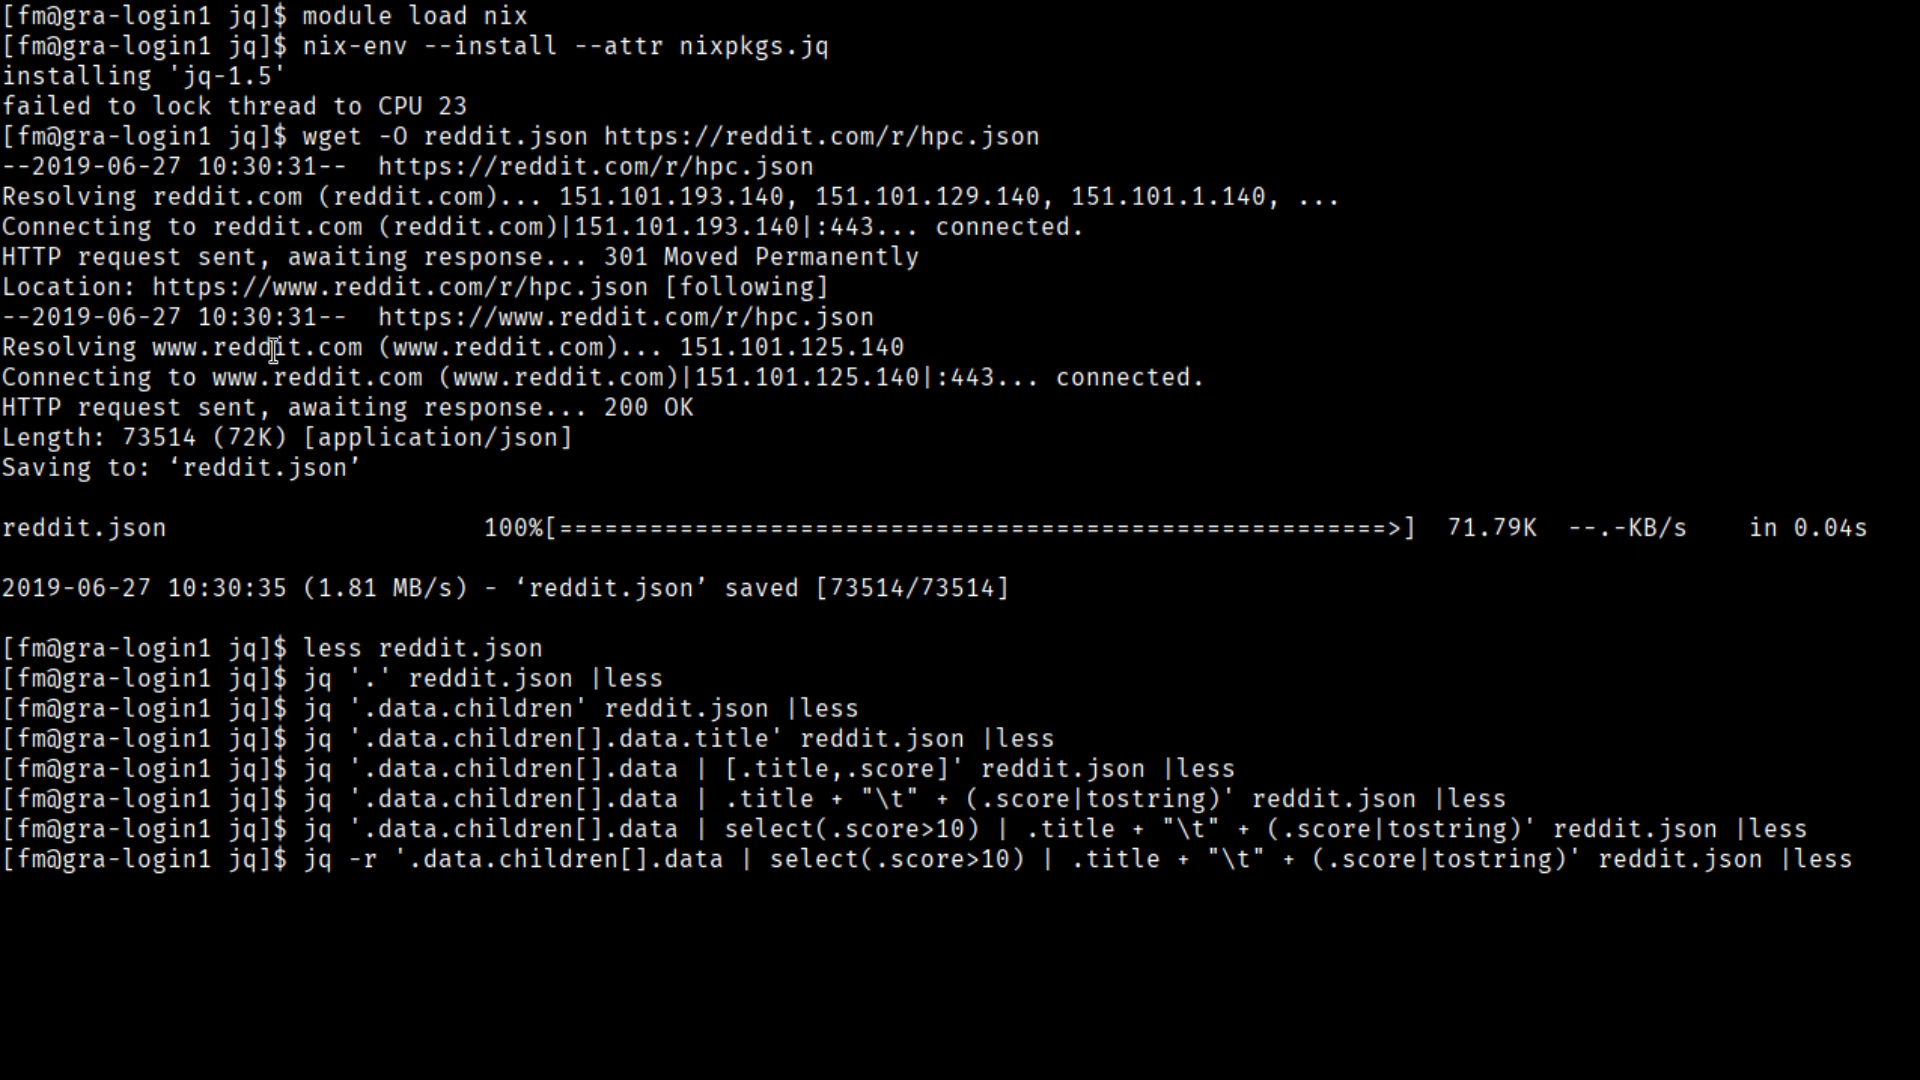 [fm@gra-login1 jq]$ module load nix
[fm@gra-login1 jq]$ nix-env --install --attr nixpkgs.jq
installing 'jq-1.5'
failed to lock thread to CPU 23
[fm@gra-login1 jq]$ wget -O reddit.json https://reddit.com/r/hpc.json
--2019-06-27 10:30:31--  https://reddit.com/r/hpc.json
Resolving reddit.com (reddit.com)... 151.101.193.140, 151.101.129.140, 151.101.1.140, ...
Connecting to reddit.com (reddit.com)|151.101.193.140|:443... connected.
HTTP request sent, awaiting response... 301 Moved Permanently
Location: https://www.reddit.com/r/hpc.json [following]
--2019-06-27 10:30:31--  https://www.reddit.com/r/hpc.json
Resolving www.reddit.com (www.reddit.com)... 151.101.125.140
Connecting to www.reddit.com (www.reddit.com)|151.101.125.140|:443... connected.
HTTP request sent, awaiting response... 200 OK
Length: 73514 (72K) [application/json]
Saving to: ‘reddit.json’
reddit.json                     100%[=======================================================>]  71.79K  --.-KB/s    in 0.04s
2019-06-27 10:30:35 (1.81 MB/s) - ‘reddit.json’ saved [73514/73514]
[fm@gra-login1 jq]$ less reddit.json
[fm@gra-login1 jq]$ jq '.' reddit.json |less
[fm@gra-login1 jq]$ jq '.data.children' reddit.json |less
[fm@gra-login1 jq]$ jq '.data.children[].data.title' reddit.json |less
[fm@gra-login1 jq]$ jq '.data.children[].data | [.title,.score]' reddit.json |less
[fm@gra-login1 jq]$ jq '.data.children[].data | .title + "\t" + (.score|tostring)' reddit.json |less
[fm@gra-login1 jq]$ jq '.data.children[].data | select(.score>10) | .title + "\t" + (.score|tostring)' reddit.json |less
[fm@gra-login1 jq]$ jq -r '.data.children[].data | select(.score>10) | .title + "\t" + (.score|tostring)' reddit.json |less